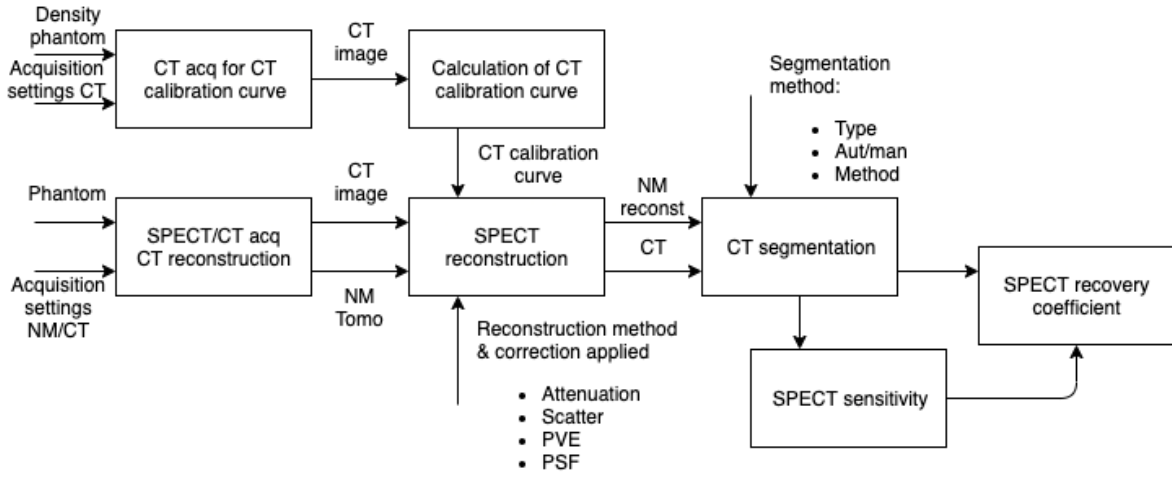 Density
phantom
Acquisition
settings CT
CT acq for CT
calibration curve
CT
image
Calculation of CT
calibration curve
CT calibration
curve
Segmentation
method:
• Type
• Aut/man
• Method
Phantom
Acquisition
settings
NM/CT
SPECT/CT acq
CT reconstruction
CT
image
NM
Tomo
SPECT
reconstruction
NM
reconst
CT
CT segmentation
SPECT recovery
coefficient
SPECT sensitivity
Reconstruction method
& correction applied
• Attenuation
• Scatter
• PVE
• PSF